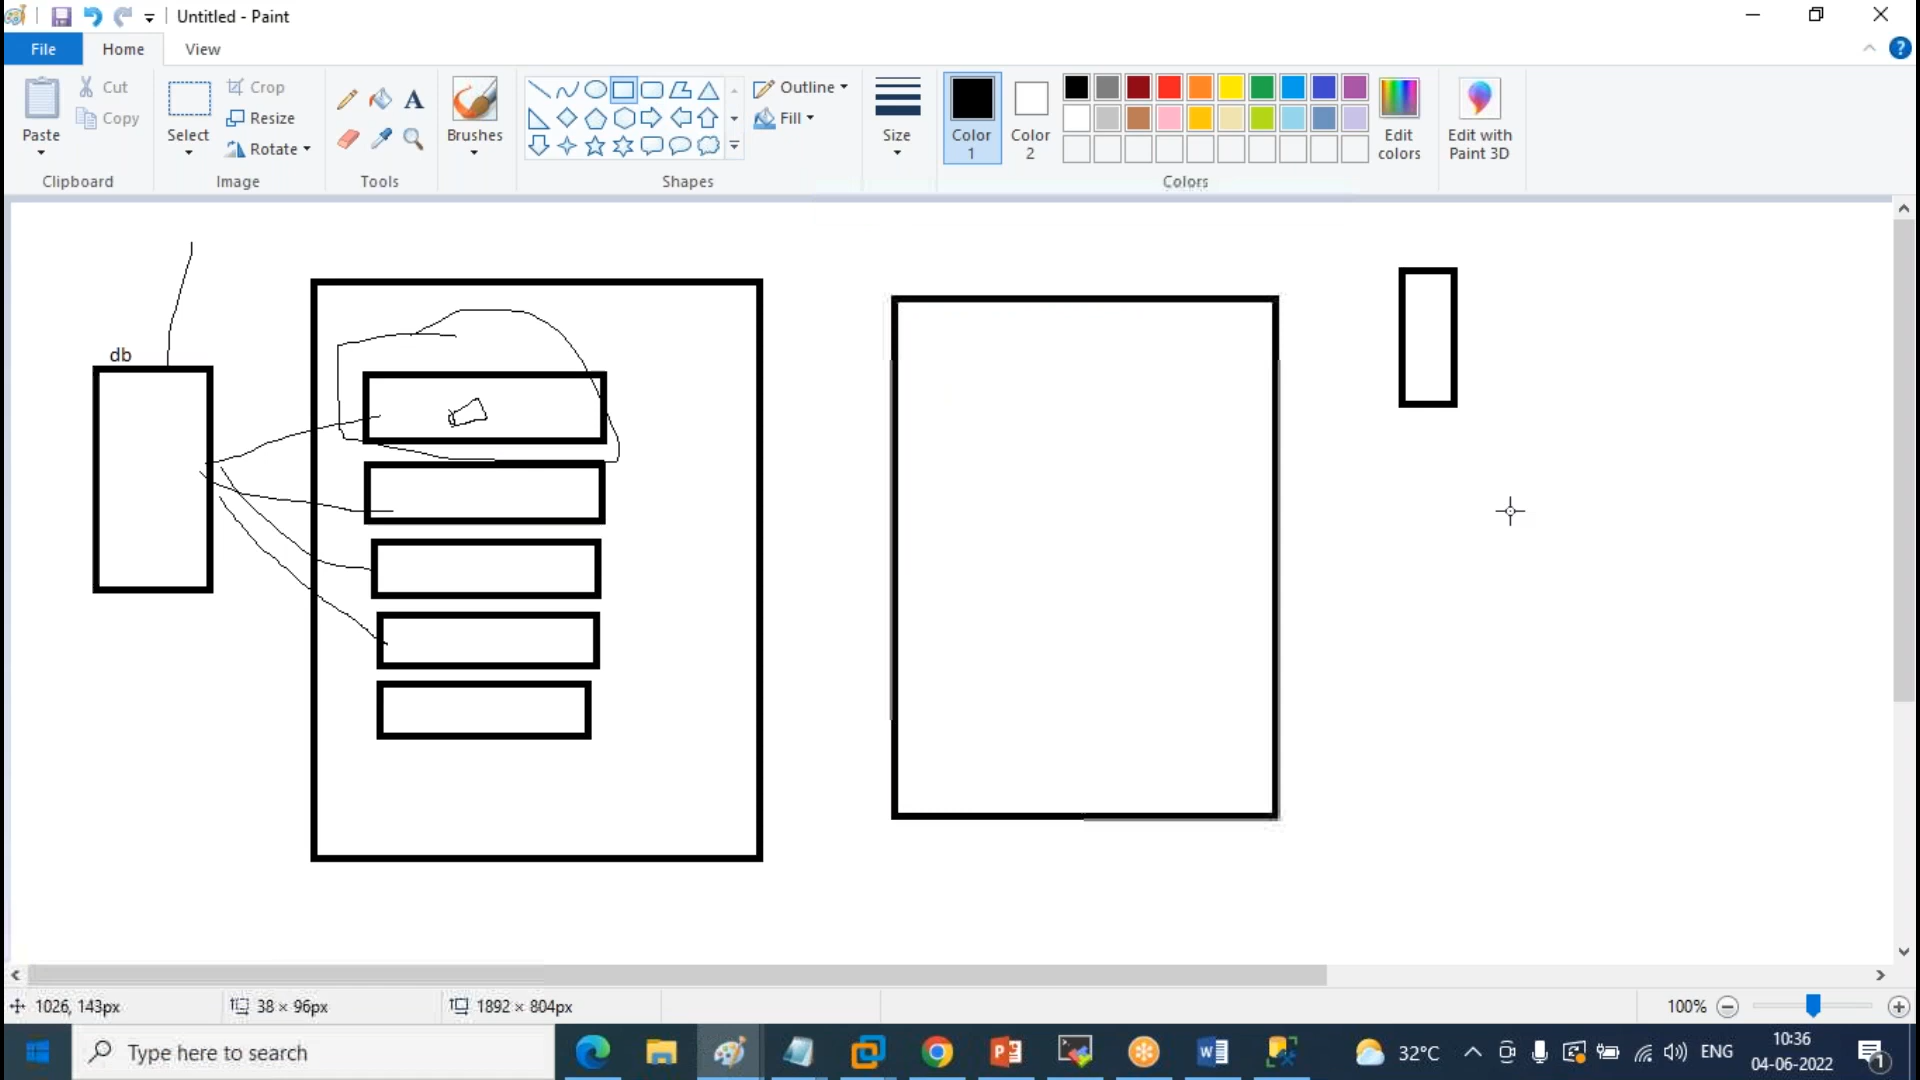 Untitled - Paint
File Home View
Paste
Cut
Copy
Clipboard
Select
Crop
Resize
Rotate
Image
Tools
Brushes
Shapes
Outline
Fill
Size
Color 1
Color 2
Edit colors
Edit with Paint 3D
Colors
db
1026, 143px
38 × 96px
1892 × 804px
100%
Type here to search
32°C
ENG
10:36
04-06-2022
1